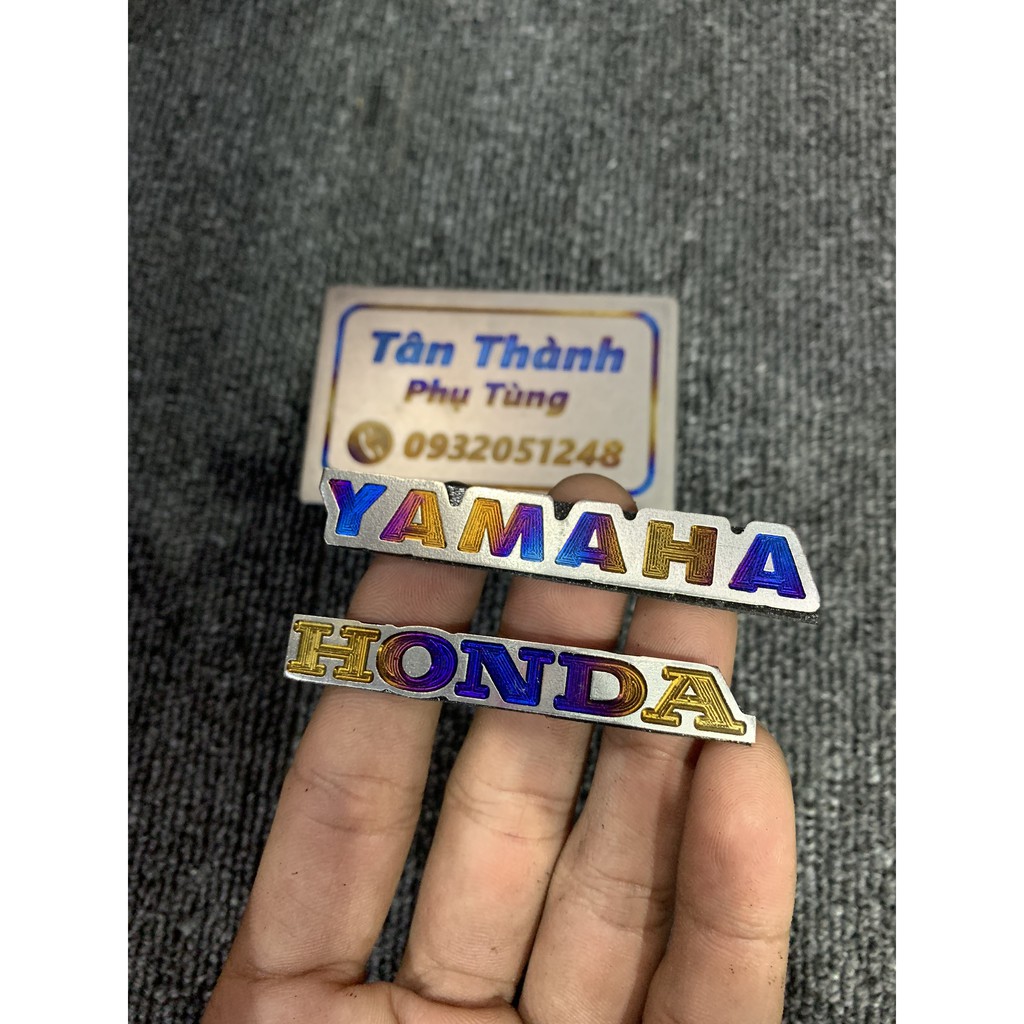 Tân Thành
Phụ Tùng
0932051248
YAMAHA
HONDA